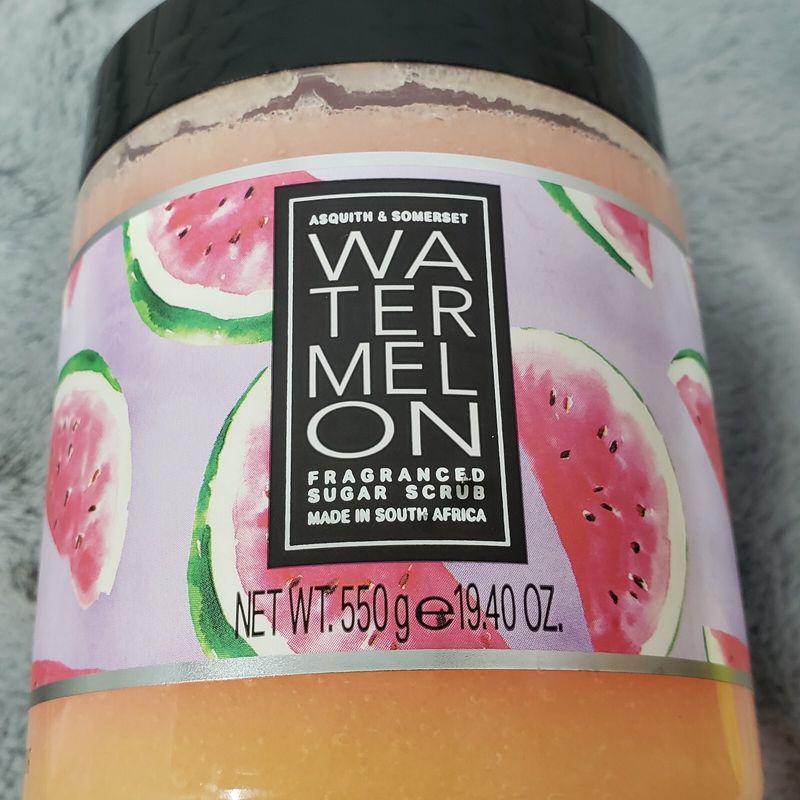 ASQUITH & SOMERSET
WA
TER
MEL
ON
FRAGRANCED
SUGAR SCRUB
MADE IN SOUTH AFRICA
NET WT. 550 g ℮ 19.40 OZ.